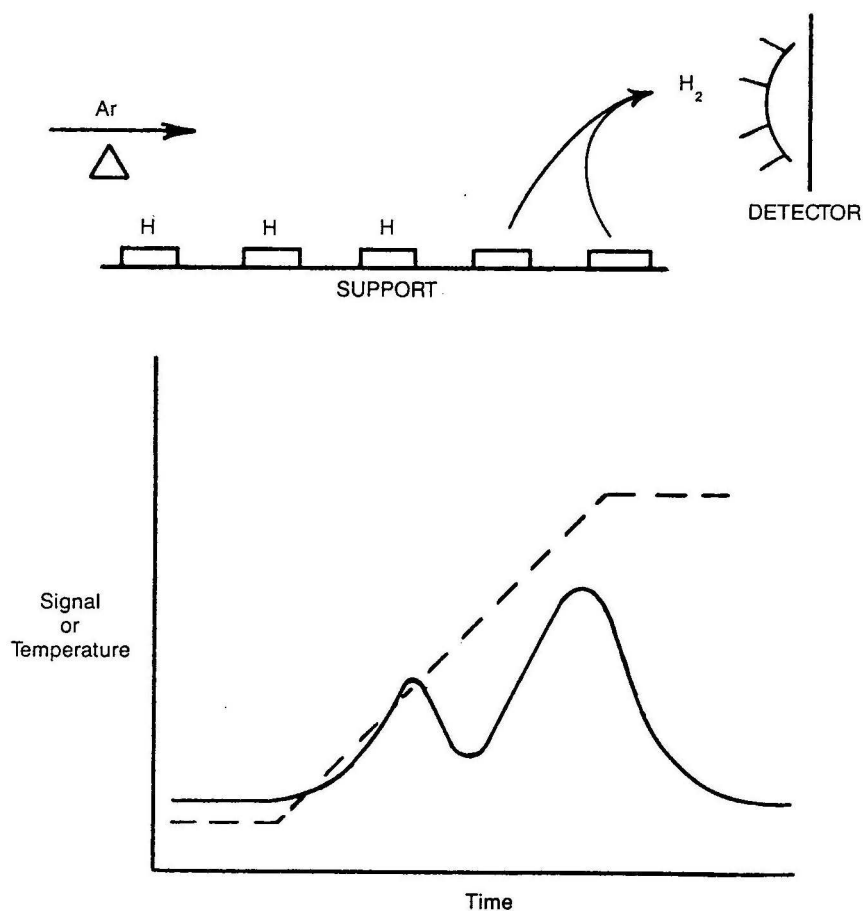 Ar
H₂
DETECTOR
H H H
SUPPORT
Signal
or
Temperature
Time